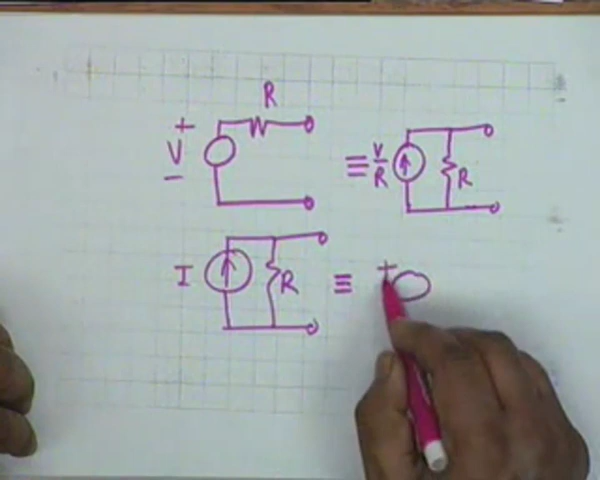 R
+
V
−
≡ V/R R
I R ≡ +